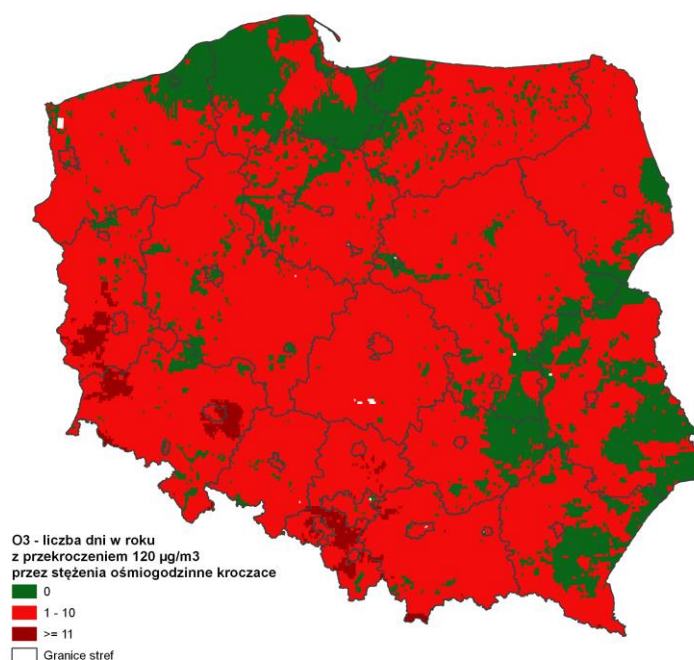 O3 - liczba dni w roku
z przekroczeniem 120 µg/m3
przez stężenia ośmiogodzinne kroczace
0
1 - 10
>= 11
Granice stref